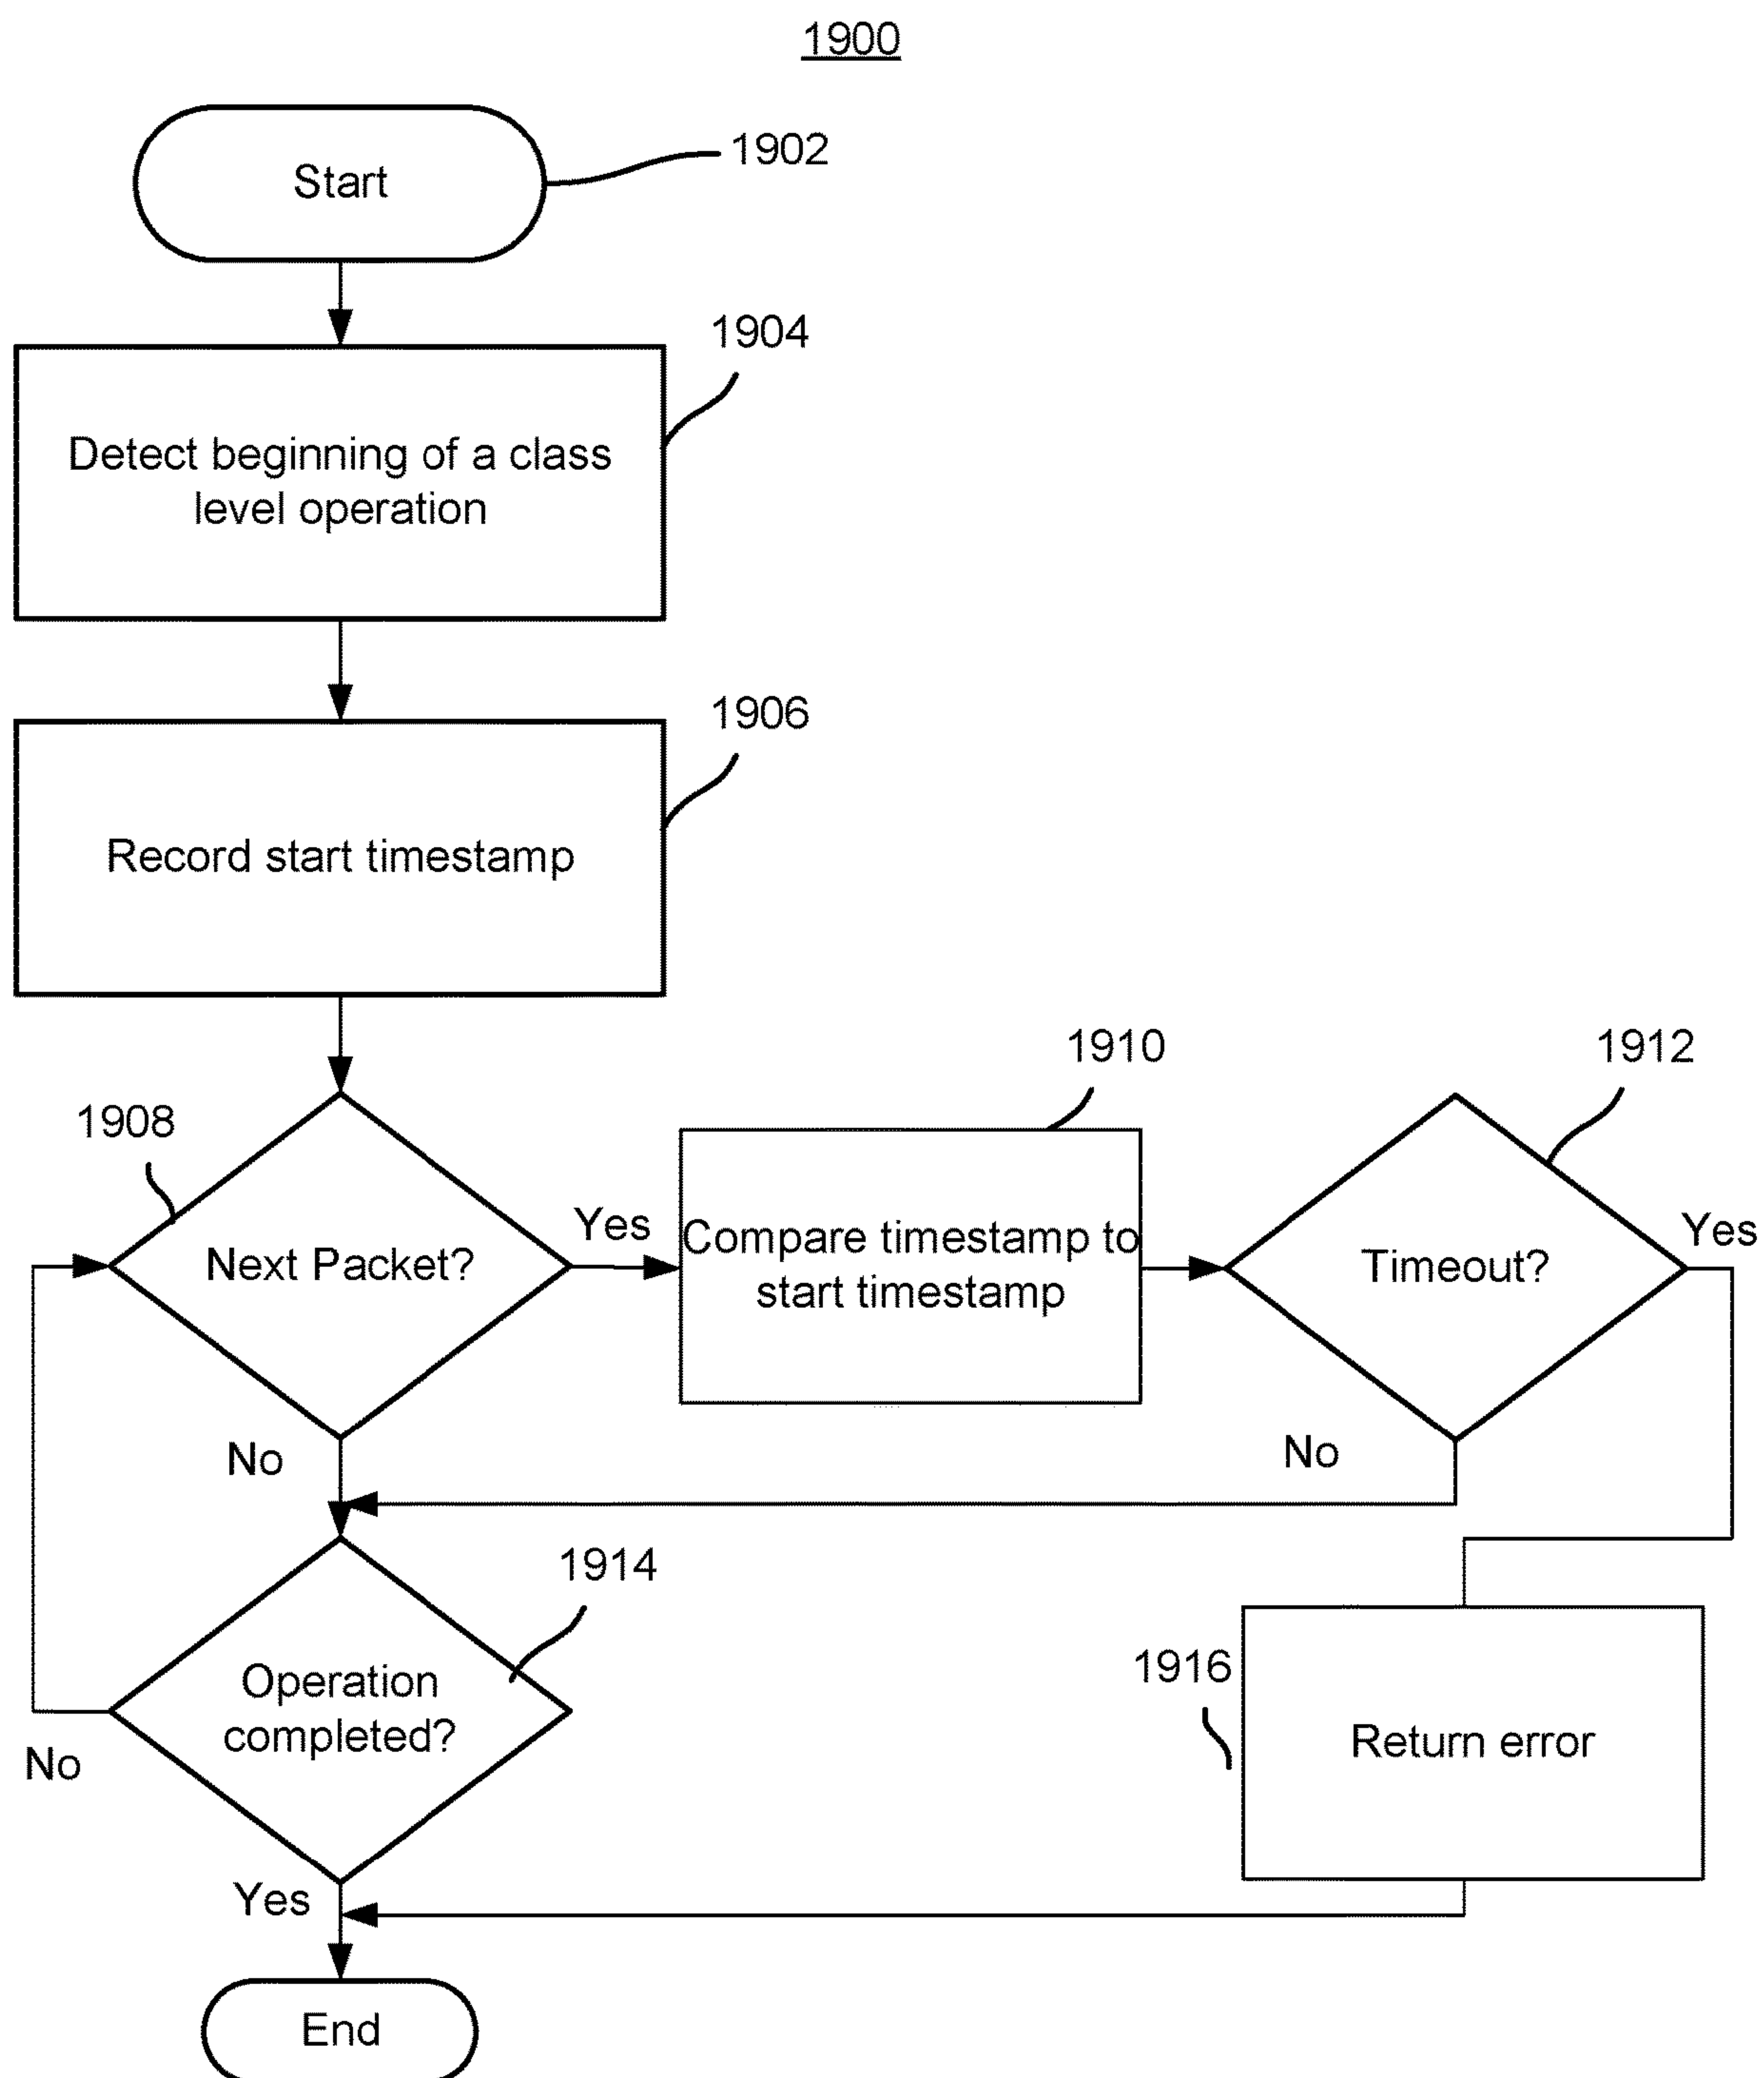 1900
Start
1902
1904
Detect beginning of a class
level operation
1906
Record start timestamp
1908
Next Packet?
Yes
No
1910
Compare timestamp to
start timestamp
1912
Timeout?
Yes
No
1914
Operation
completed?
No
Yes
1916
Return error
End